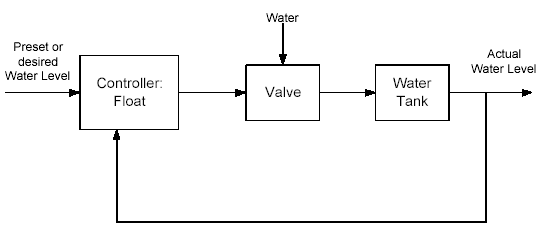 Water
Preset or
desired
Water Level
Controller:
Float
Valve
Water
Tank
Actual
Water Level